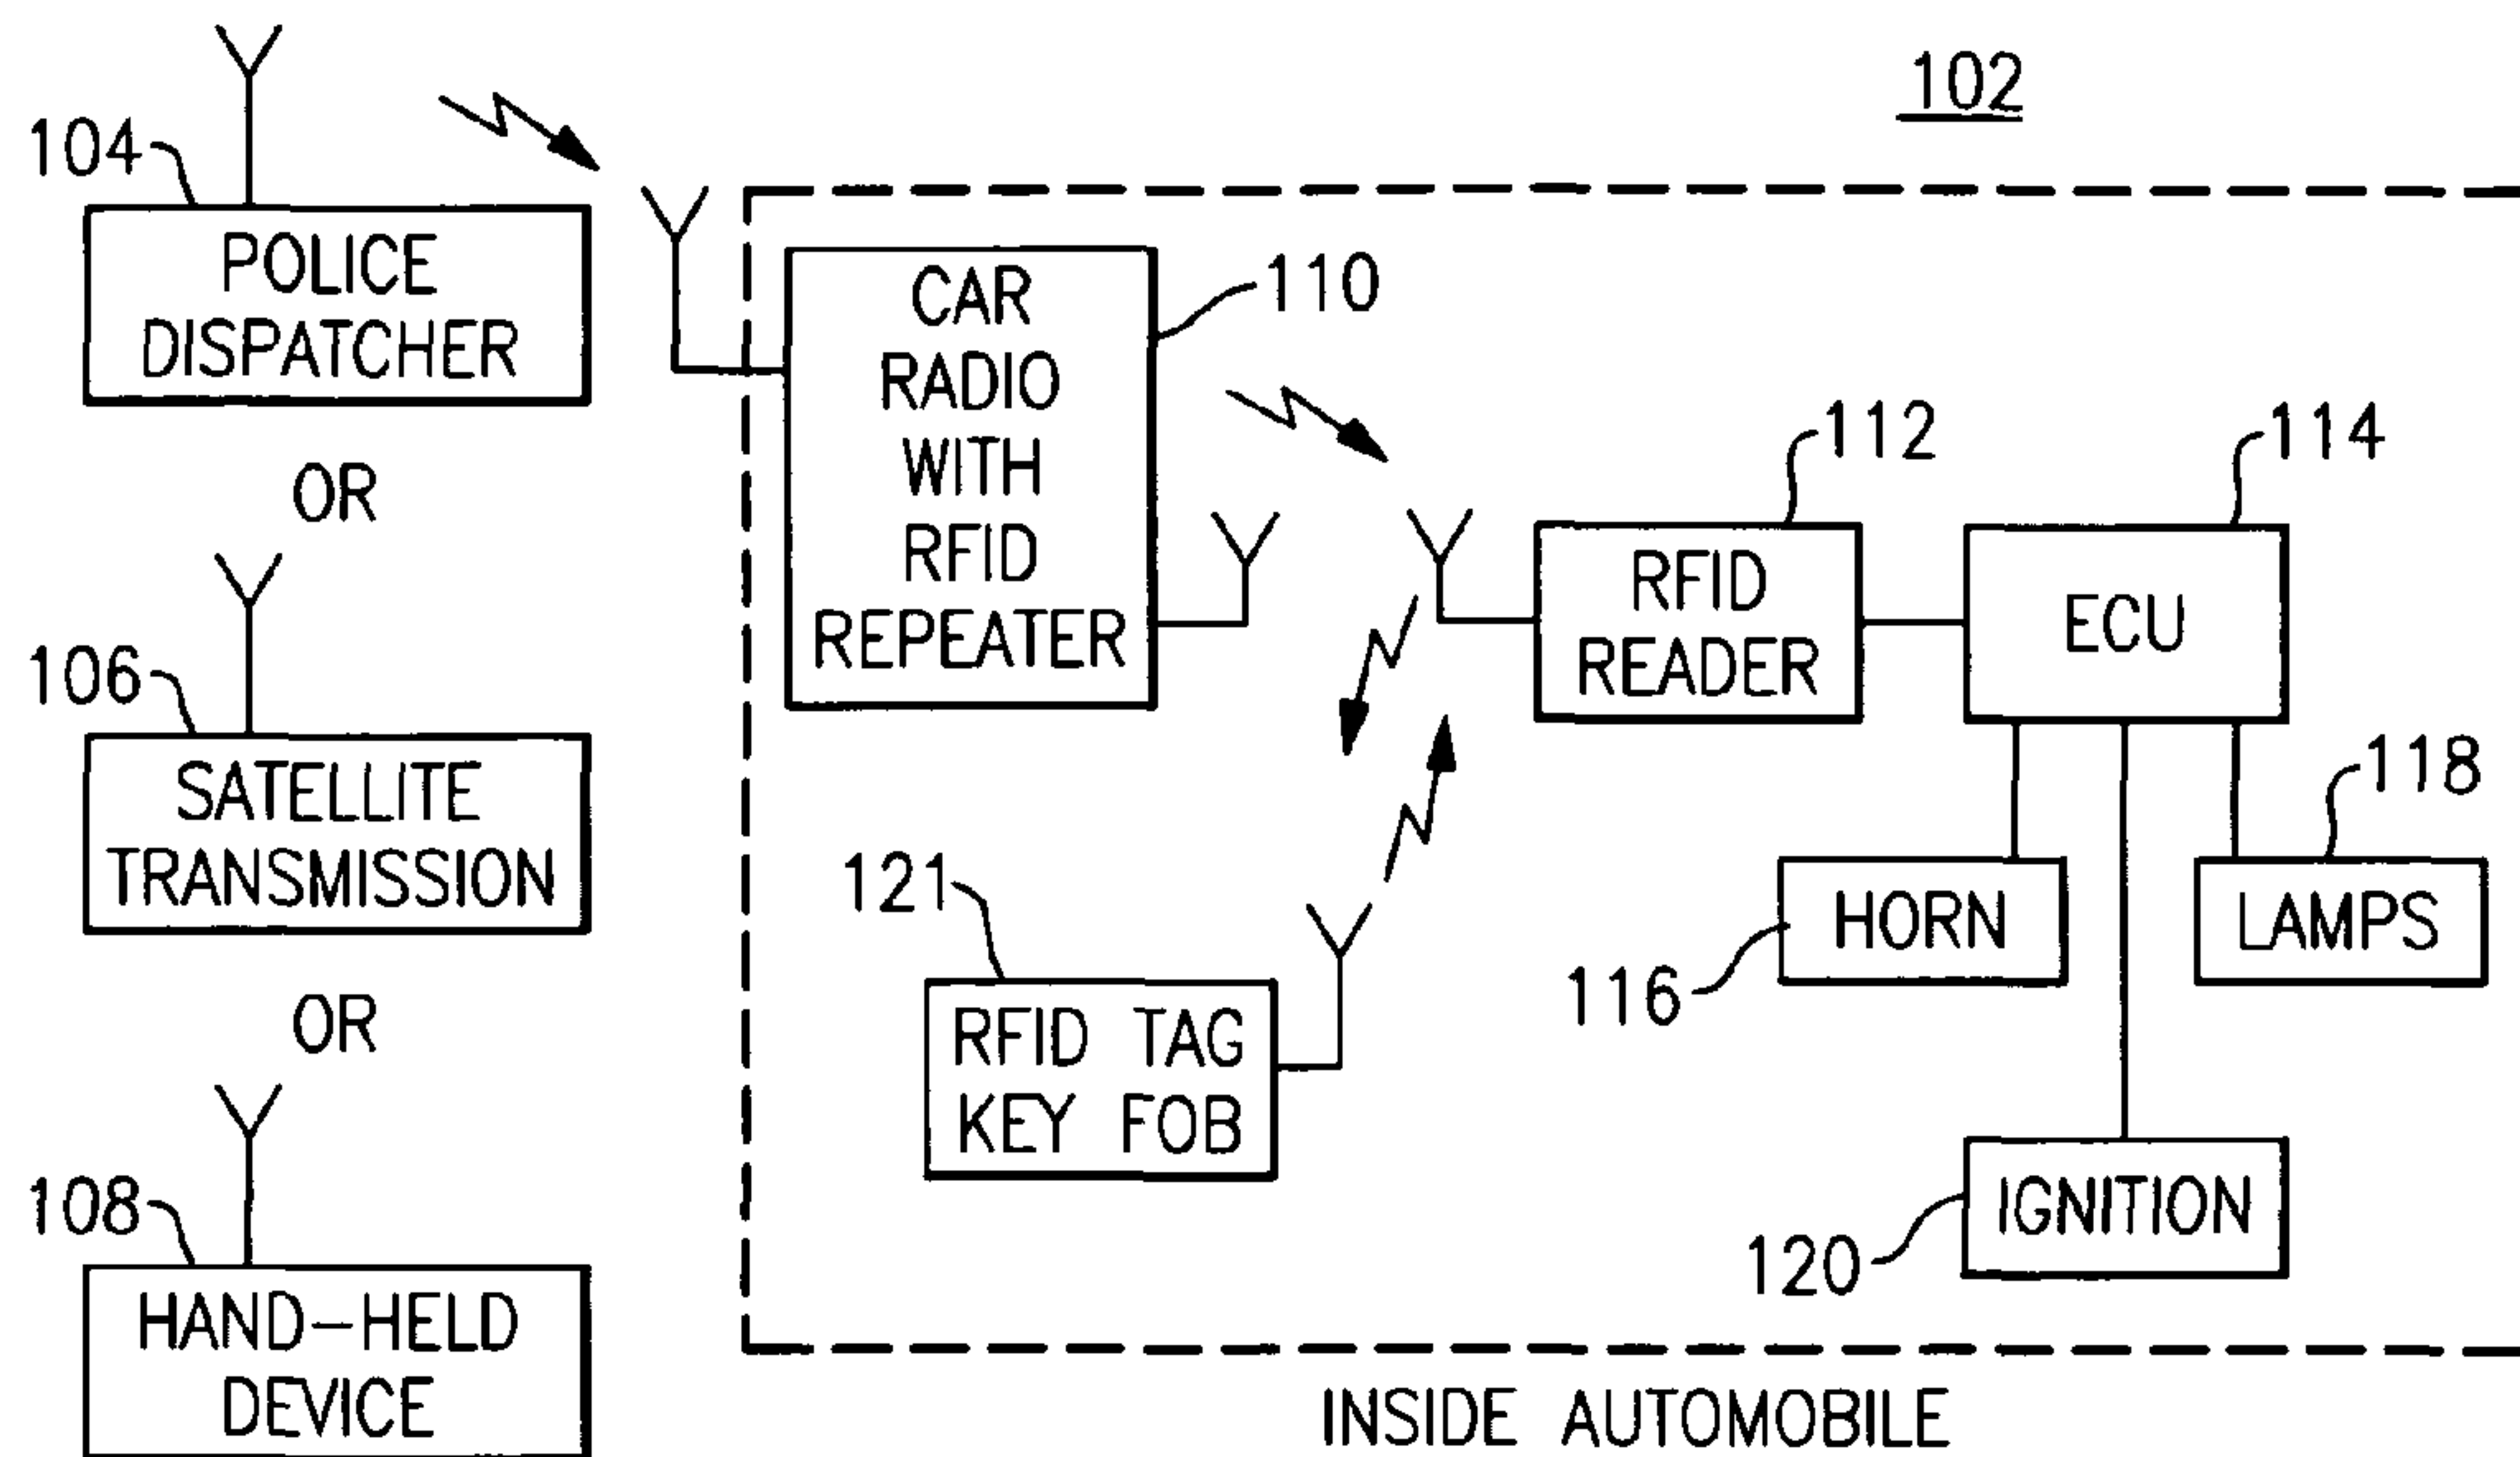 102
104
POLICE
DISPATCHER
OR
106
SATELLITE
TRANSMISSION
OR
108
HAND-HELD
DEVICE
CAR
RADIO
WITH
RFID
REPEATER
110
112
RFID
READER
114
ECU
118
HORN
LAMPS
116
121
RFID TAG
KEY FOB
120
IGNITION
INSIDE AUTOMOBILE